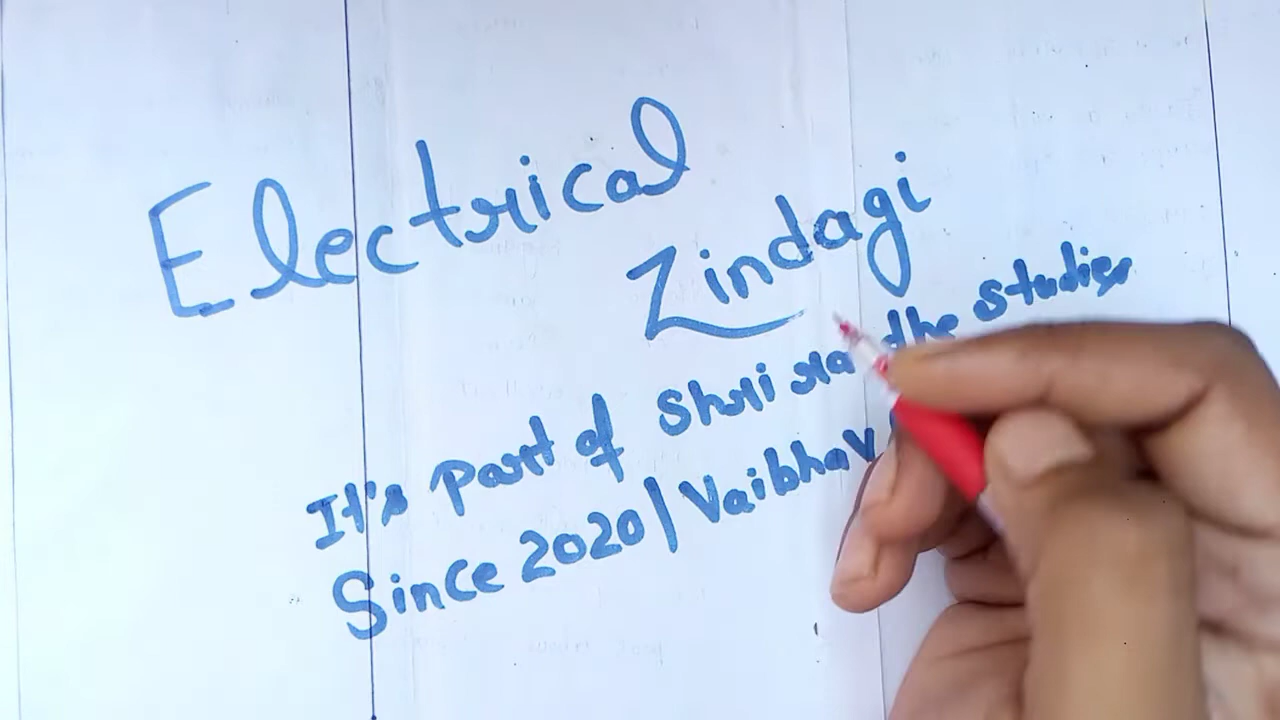 Electrical
Zindagi
It's part of Shri the studies
Since 2020 | Vaibhav